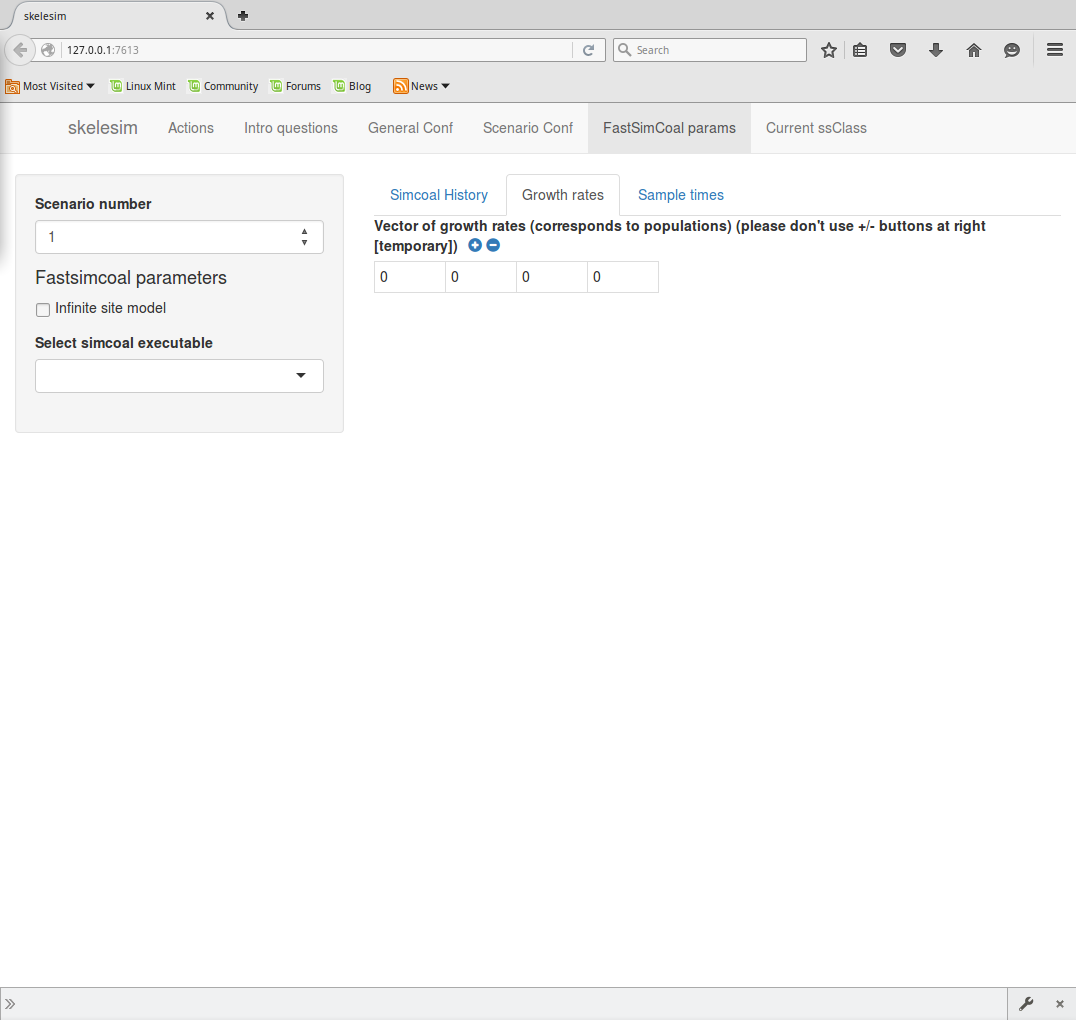 skelesim
127.0.0.1:7613
Search
Most Visited
Linux Mint
Community
Forums
Blog
News
skelesim
Actions
Intro questions
General Conf
Scenario Conf
FastSimCoal params
Current ssClass
Scenario number
1
Fastsimcoal parameters
Infinite site model
Select simcoal executable
Simcoal History
Growth rates
Sample times
Vector of growth rates (corresponds to populations) (please don't use +/- buttons at right
[temporary])
0 0 0 0